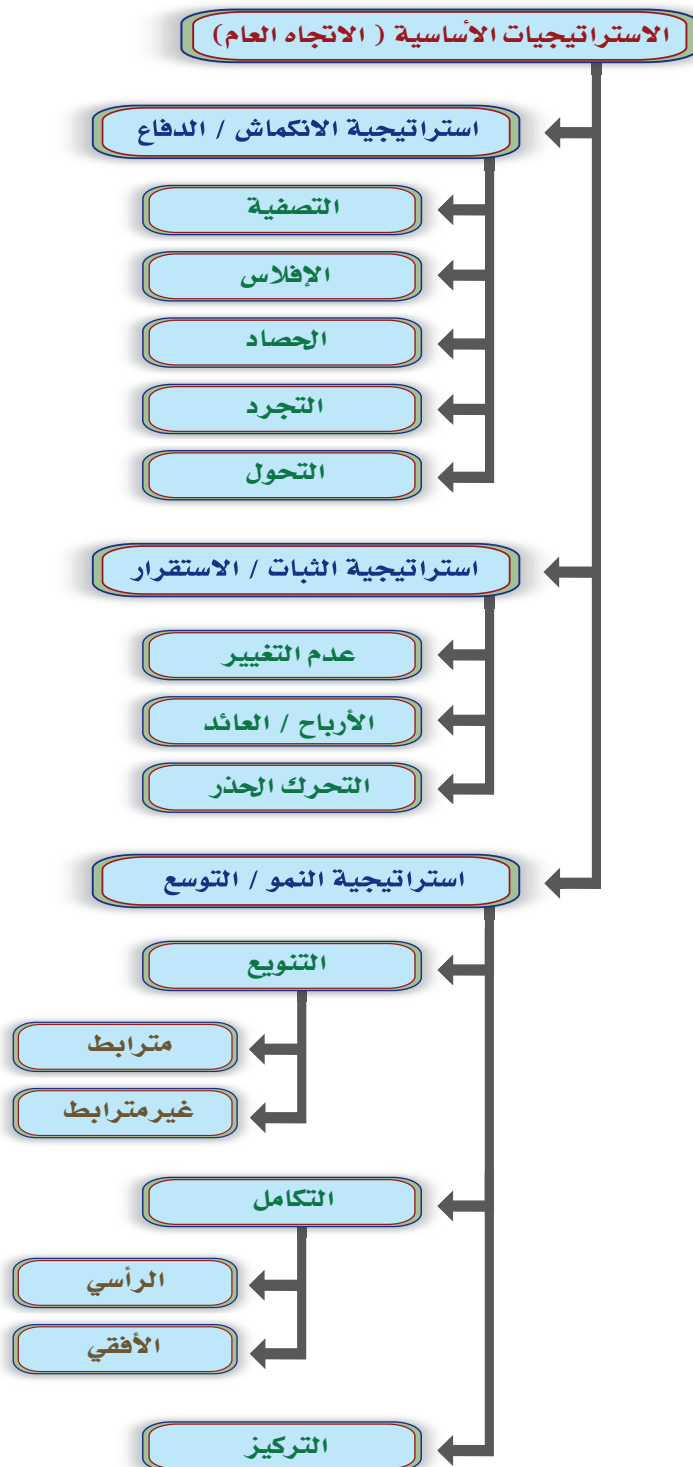 الاستراتيجيات الأساسية ( الاتجاه العام)
استراتيجية الانكماش / الدفاع
التصفية
الإفلاس
الحصاد
التجرد
التحول
استراتيجية الثبات / الاستقرار
عدم التغيير
الأرباح / العائد
التحرك الحذر
استراتيجية النمو / التوسع
التنويع
مترابط
غيرمترابط
التكامل
الرأسي
الأفقي
التركيز